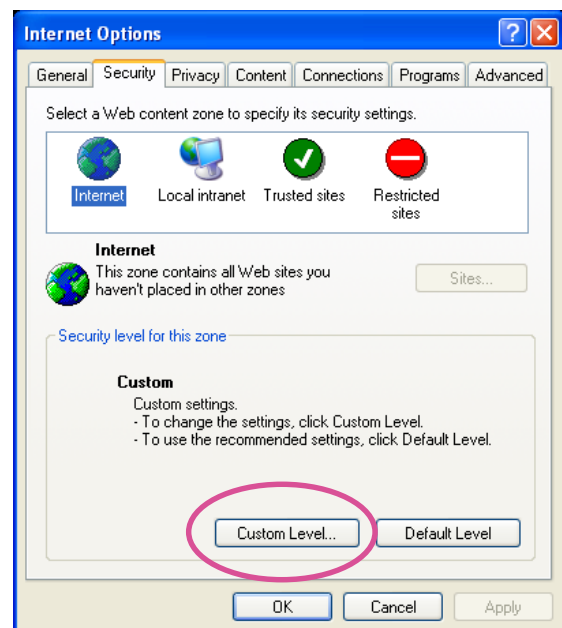 Internet Options
General Security Privacy Content Connections Programs Advanced
Select a Web content zone to specify its security settings.
Internet Local intranet Trusted sites Restricted sites
Internet
This zone contains all Web sites you
haven't placed in other zones
Sites...
Security level for this zone
Custom
Custom settings.
- To change the settings, click Custom Level.
- To use the recommended settings, click Default Level.
Custom Level... Default Level
OK Cancel Apply